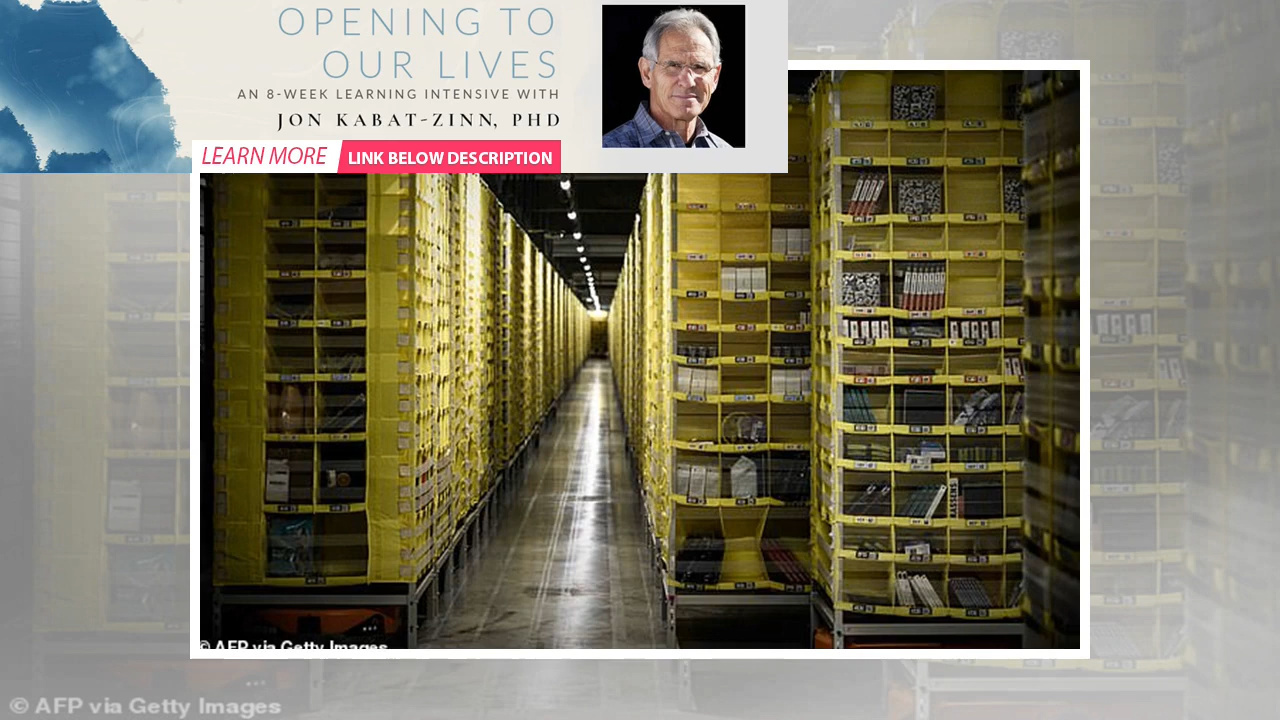 OPENING TO
OUR LIVES
AN 8-WEEK LEARNING INTENSIVE WITH
JON KABAT-ZINN, PHD
LEARN MORE
LINK BELOW DESCRIPTION
© AFP via Getty Images
© AFP via Getty Images